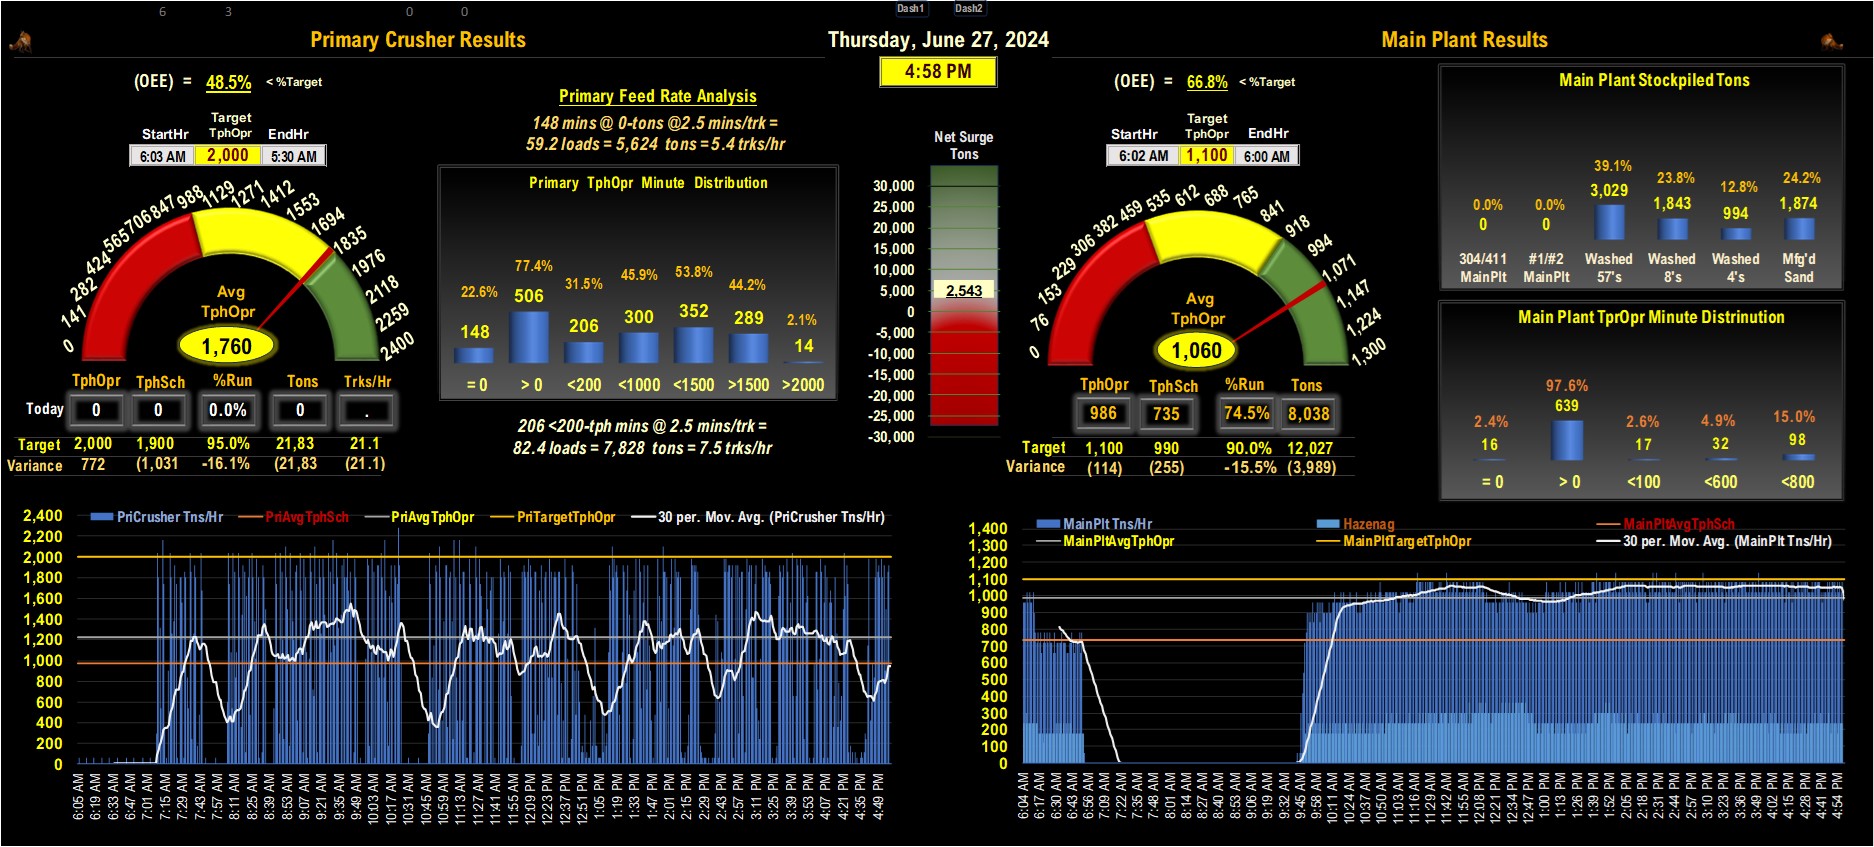 6 3 0 0 Dash1 Dash2
Primary Crusher Results
Thursday, June 27, 2024
Main Plant Results
4:58 PM
(OEE) = 48.5% < %Target
Target
StartHr TphOpr EndHr
6:03 AM 2,000 5:30 AM
0 141 282 424 565 706 847 988 1129 1271 1412 1553 1694 1835 1976 2118 2259 2400
Avg
TphOpr
1,760
TphOpr TphSch %Run Tons Trks/Hr
Today 0 0 0.0% 0 .
Target 2,000 1,900 95.0% 21,83 21.1
Variance 772 (1,031 -16.1% (21,83 (21.1)
Primary Feed Rate Analysis
148 mins @ 0-tons @2.5 mins/trk =
59.2 loads = 5,624 tons = 5.4 trks/hr
Primary TphOpr Minute Distribution
22.6% 77.4% 31.5% 45.9% 53.8% 44.2% 2.1%
148 506 206 300 352 289 14
= 0 > 0 <200 <1000 <1500 >1500 >2000
206 <200-tph mins @ 2.5 mins/trk =
82.4 loads = 7,828 tons = 7.5 trks/hr
Net Surge
Tons
30,000
25,000
20,000
15,000
10,000
5,000
0
-5,000
-10,000
-15,000
-20,000
-25,000
-30,000
2,543
(OEE) = 66.8% < %Target
Target
StartHr TphOpr EndHr
6:02 AM 1,100 6:00 AM
0 76 153 229 306 382 459 535 612 688 765 841 918 994 1,071 1,147 1,224 1,300
Avg
TphOpr
1,060
TphOpr TphSch %Run Tons
986 735 74.5% 8,038
Target 1,100 990 90.0% 12,027
Variance (114) (255) -15.5% (3,989)
Main Plant Stockpiled Tons
0.0% 0.0% 39.1% 23.8% 12.8% 24.2%
0 0 3,029 1,843 994 1,874
304/411 #1/#2 Washed Washed Washed Mfg'd
MainPlt MainPlt 57's 8's 4's Sand
Main Plant TprOpr Minute Distrinution
2.4% 97.6% 2.6% 4.9% 15.0%
16 639 17 32 98
= 0 > 0 <100 <600 <800
PriCrusher Tns/Hr PriAvgTphSch PriAvgTphOpr PriTargetTphOpr 30 per. Mov. Avg. (PriCrusher Tns/Hr)
2,400
2,200
2,000
1,800
1,600
1,400
1,200
1,000
800
600
400
200
0
6:05 AM 6:19 AM 6:33 AM 6:47 AM 7:01 AM 7:29 AM 7:43 AM 7:57 AM 8:11 AM 8:25 AM 8:39 AM 8:53 AM 9:07 AM 9:21 AM 9:35 AM 9:49 AM 10:03 AM 10:17 AM 10:31 AM 10:45 AM 10:59 AM 11:13 AM 11:27 AM 11:41 AM 11:55 AM 12:09 PM 12:23 PM 12:37 PM 12:51 PM 1:05 PM 1:19 PM 1:33 PM 1:47 PM 2:01 PM 2:15 PM 2:29 PM 2:43 PM 2:57 PM 3:11 PM 3:25 PM 3:39 PM 3:53 PM 4:07 PM 4:21 PM 4:35 PM 4:49 PM
MainPlt Tns/Hr Hazenag MainPltAvgTphSch
MainPltAvgTphOpr MainPltTargetTphOpr 30 per. Mov. Avg. (MainPlt Tns/Hr)
1,400
1,300
1,200
1,100
1,000
900
800
700
600
500
400
300
200
100
0
6:04 AM 6:17 AM 6:30 AM 6:43 AM 6:56 AM 7:09 AM 7:22 AM 7:35 AM 7:48 AM 8:01 AM 8:14 AM 8:27 AM 8:40 AM 8:53 AM 9:06 AM 9:19 AM 9:32 AM 9:45 AM 9:58 AM 10:11 AM 10:24 AM 10:37 AM 10:50 AM 11:03 AM 11:16 AM 11:29 AM 11:42 AM 11:55 AM 12:08 PM 12:21 PM 12:34 PM 12:47 PM 1:00 PM 1:13 PM 1:26 PM 1:39 PM 1:52 PM 2:05 PM 2:18 PM 2:31 PM 2:44 PM 2:57 PM 3:10 PM 3:23 PM 3:36 PM 3:49 PM 4:02 PM 4:15 PM 4:28 PM 4:41 PM 4:54 PM